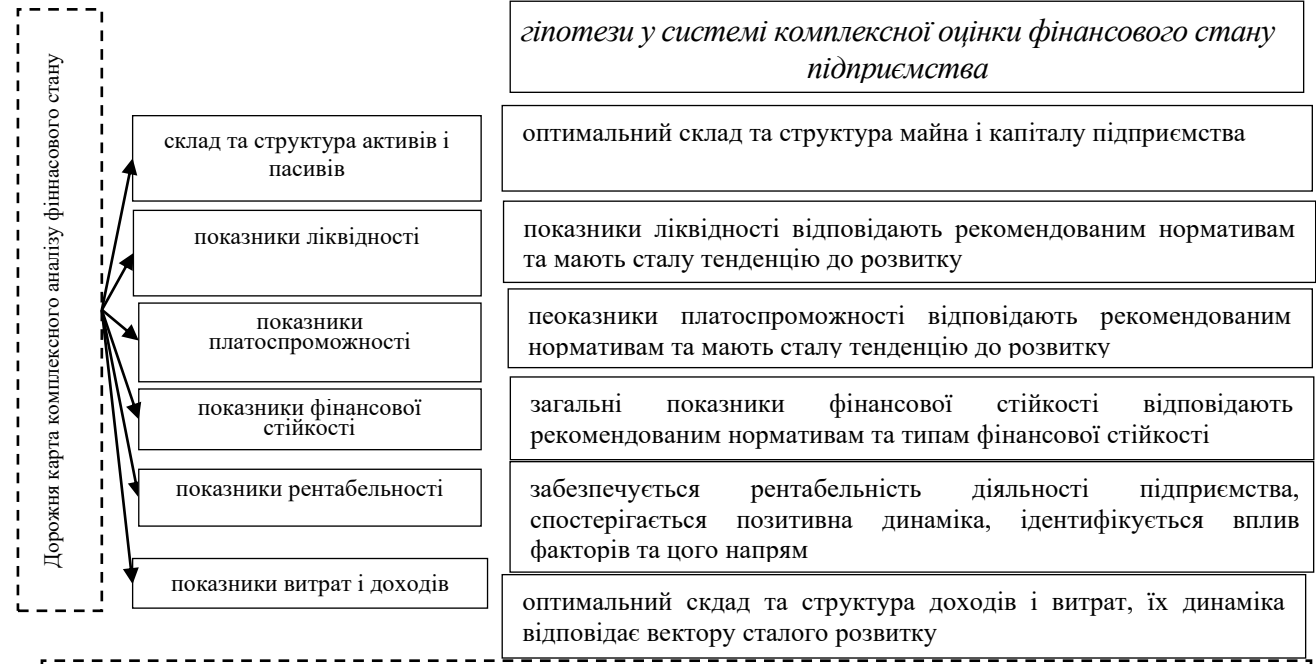 Дорожня карта комплексного аналізу фіннасового стану
гіпотези у системі комплексної оцінки фінансового стану
підприємства
склад та структура активів і
пасивів
оптимальний склад та структура майна і капіталу підприємства
показники ліквідності
показники ліквідності відповідають рекомендованим нормативам
та мають сталу тенденцію до розвитку
показники
платоспроможності
пеоказники платоспроможності відповідають рекомендованим
нормативам та мають сталу тенденцію до розвитку
показники фінансової
стійкості
загальні показники фінансової стійкості відповідають
рекомендованим нормативам та типам фінансової стійкості
показники рентабельності
забезпечується рентабельність діяльності підприємства,
спостерігається позитивна динаміка, ідентифікується вплив
факторів та цого напрям
показники витрат і доходів
оптимальний скдад та структура доходів і витрат, їх динаміка
відповідає вектору сталого розвитку